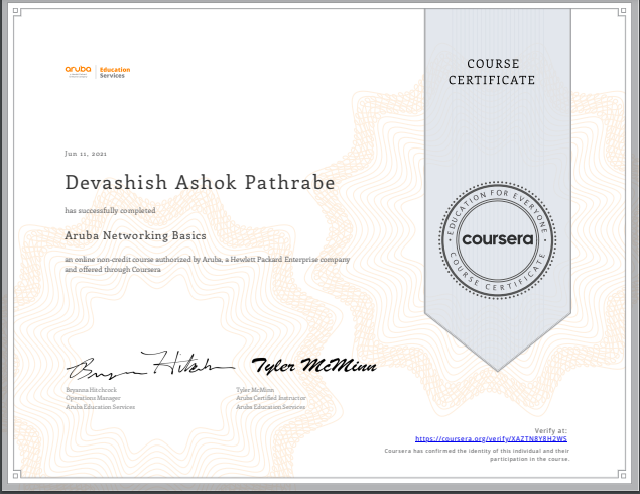 aruba Education Services
COURSE
CERTIFICATE
Jun 11, 2021
Devashish Ashok Pathrabe
has successfully completed
Aruba Networking Basics
an online non-credit course authorized by Aruba, a Hewlett Packard Enterprise company
and offered through Coursera
EDUCATION FOR EVERYONE
coursera
COURSE CERTIFICATE
Tyler McMinn
Bryanna Hitchcock
Operations Manager
Aruba Education Services
Tyler McMinn
Aruba Certified Instructor
Aruba Education Services
Verify at:
https://coursera.org/verify/XAZTN8Y8H2WS
Coursera has confirmed the identity of this individual and their
participation in the course.